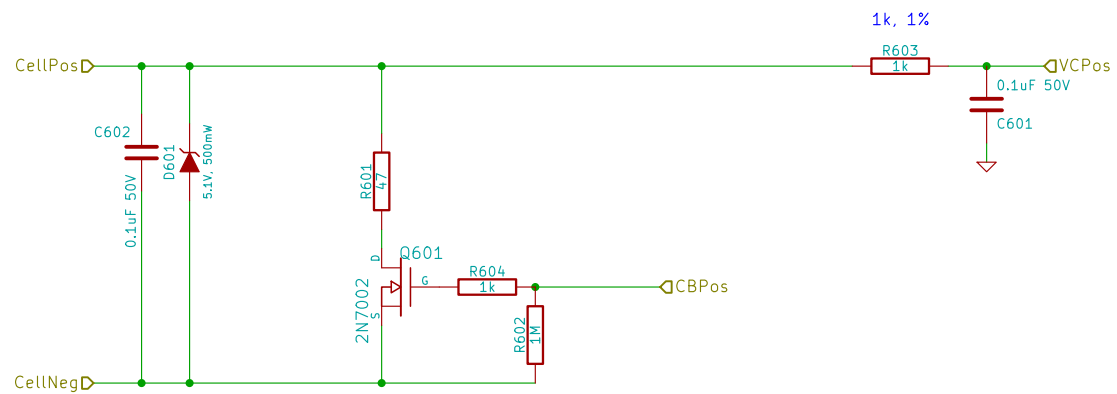 1k, 1%
CellPos
R603
1k
VCPos
0.1uF 50V
C601
C602
0.1uF 50V
D601
5.1V, 500mW
R601
47
Q601
D
G
S
2N7002
R604
1k
CBPos
R602
1M
CellNeg